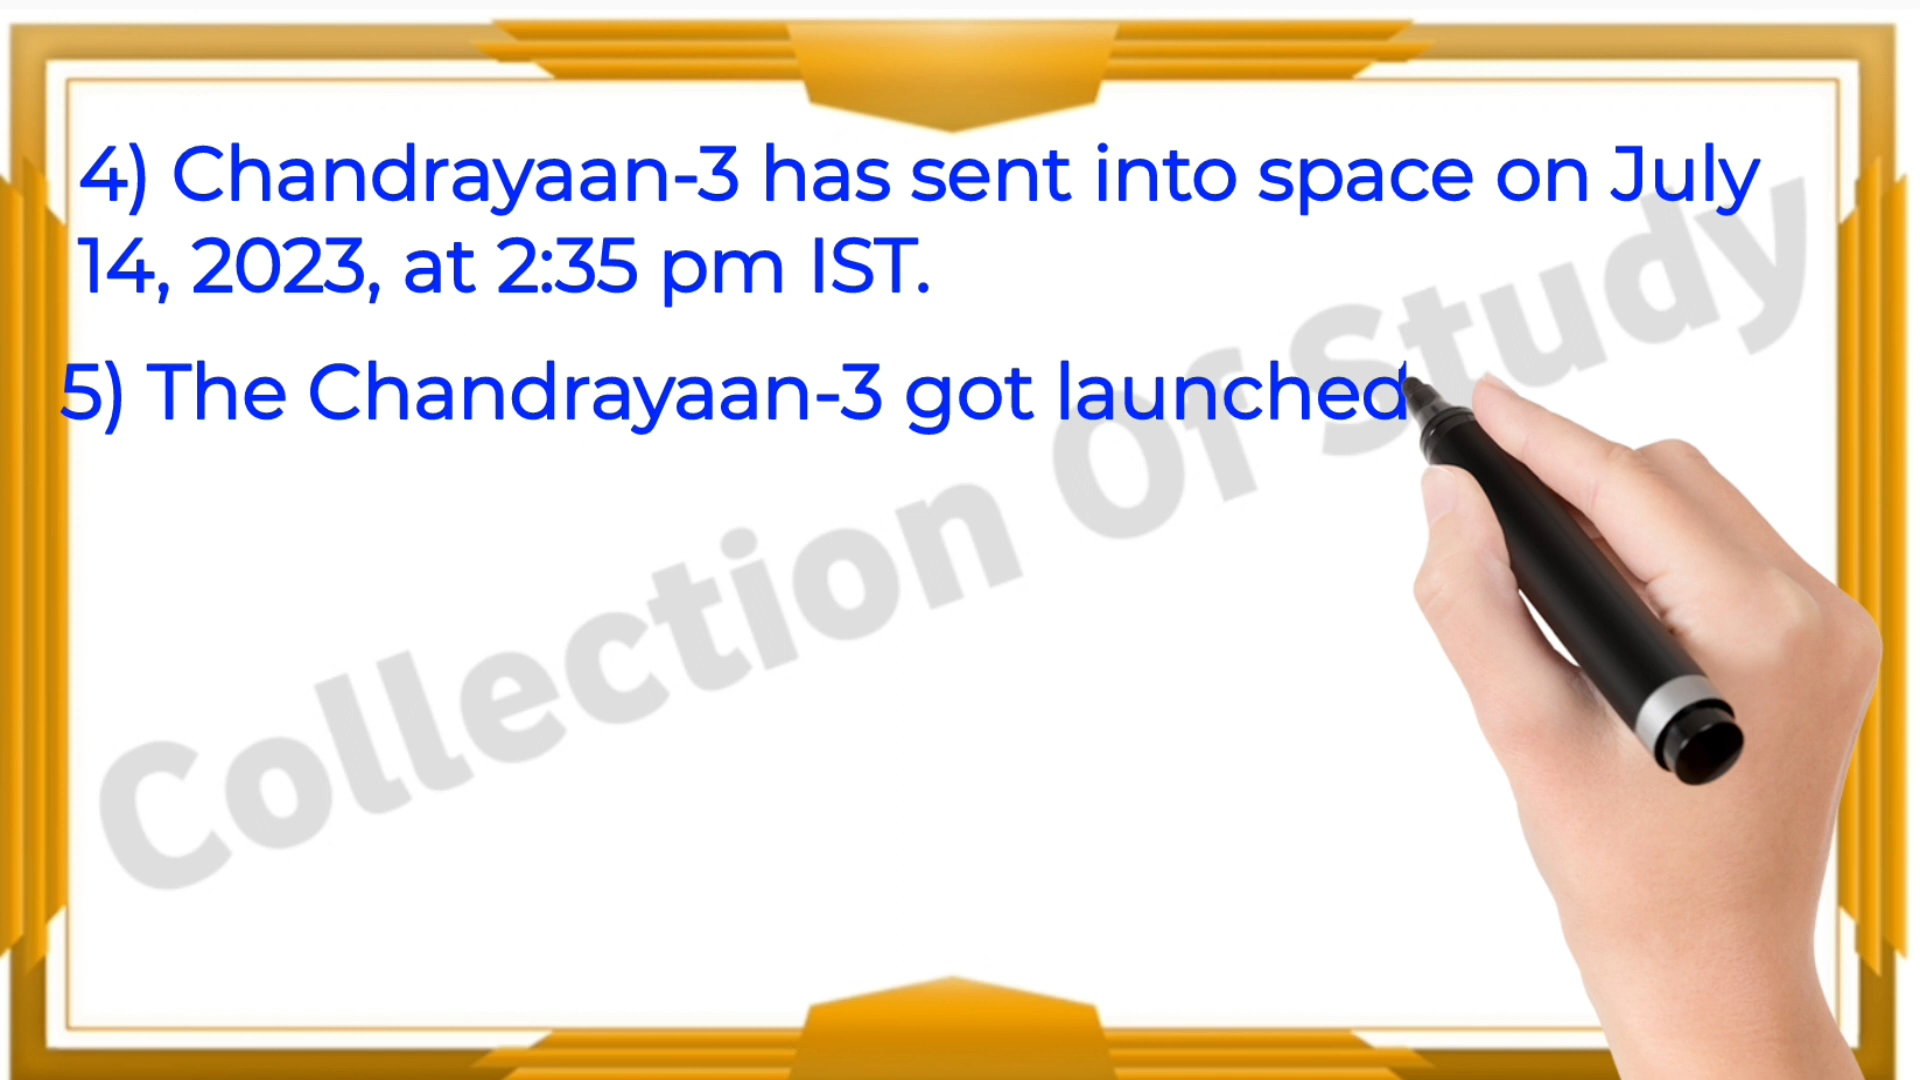 4) Chandrayaan-3 has sent into space on July
14, 2023, at 2:35 pm IST.
5) The Chandrayaan-3 got launched
Collection Of Study